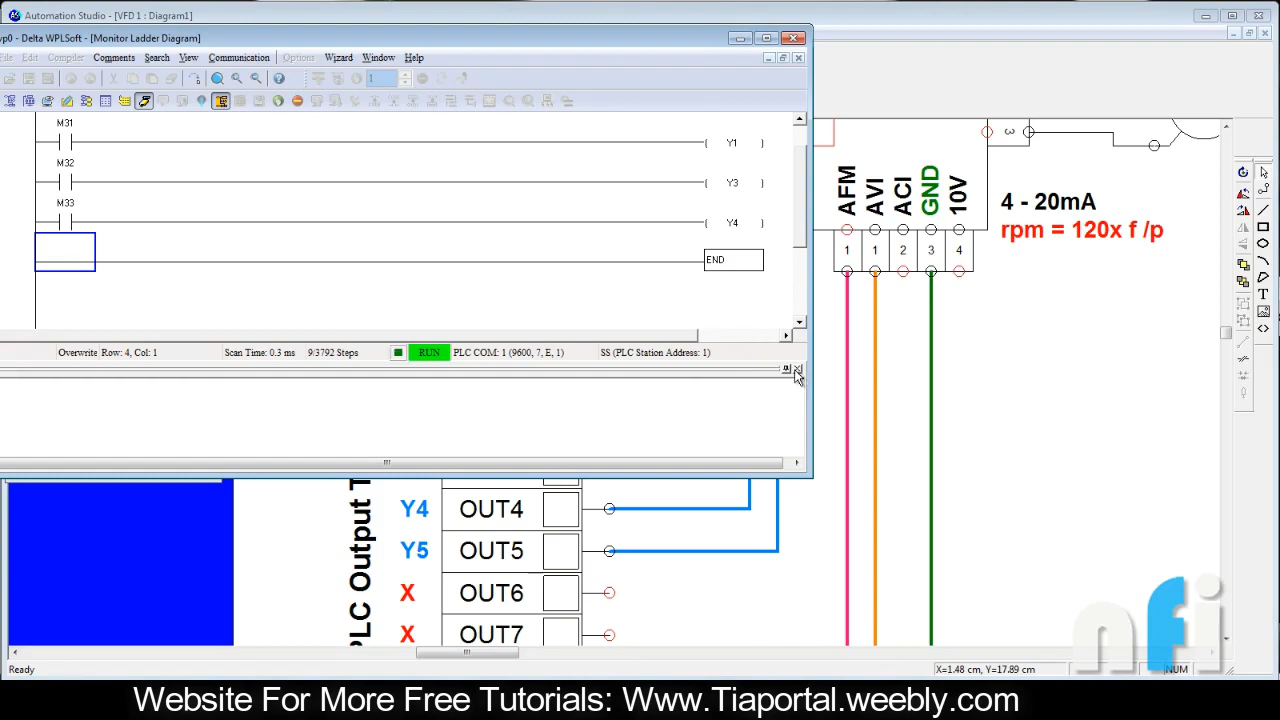 Automation Studio - [VFD 1 : Diagram1]
vp0 - Delta WPLSoft - [Monitor Ladder Diagram]
File Edit Compiler Comments Search View Communication Options Wizard Window Help
1
M31
Y1
M32
Y3
M33
Y4
END
Overwrite Row: 4, Col: 1 Scan Time: 0.3 ms 9/3792 Steps RUN PLC COM: 1 (9600, 7, E, 1) SS (PLC Station Address: 1)
3
AFM
AVI
ACI
GND
10V
1 1 2 3 4
4 - 20mA
rpm = 120x f /p
PLC Output T
Y4 OUT4
Y5 OUT5
X OUT6
X OUT7
Ready
X=1.48 cm, Y=17.89 cm
NUM
nfi
Website For More Free Tutorials: Www.Tiaportal.weebly.com